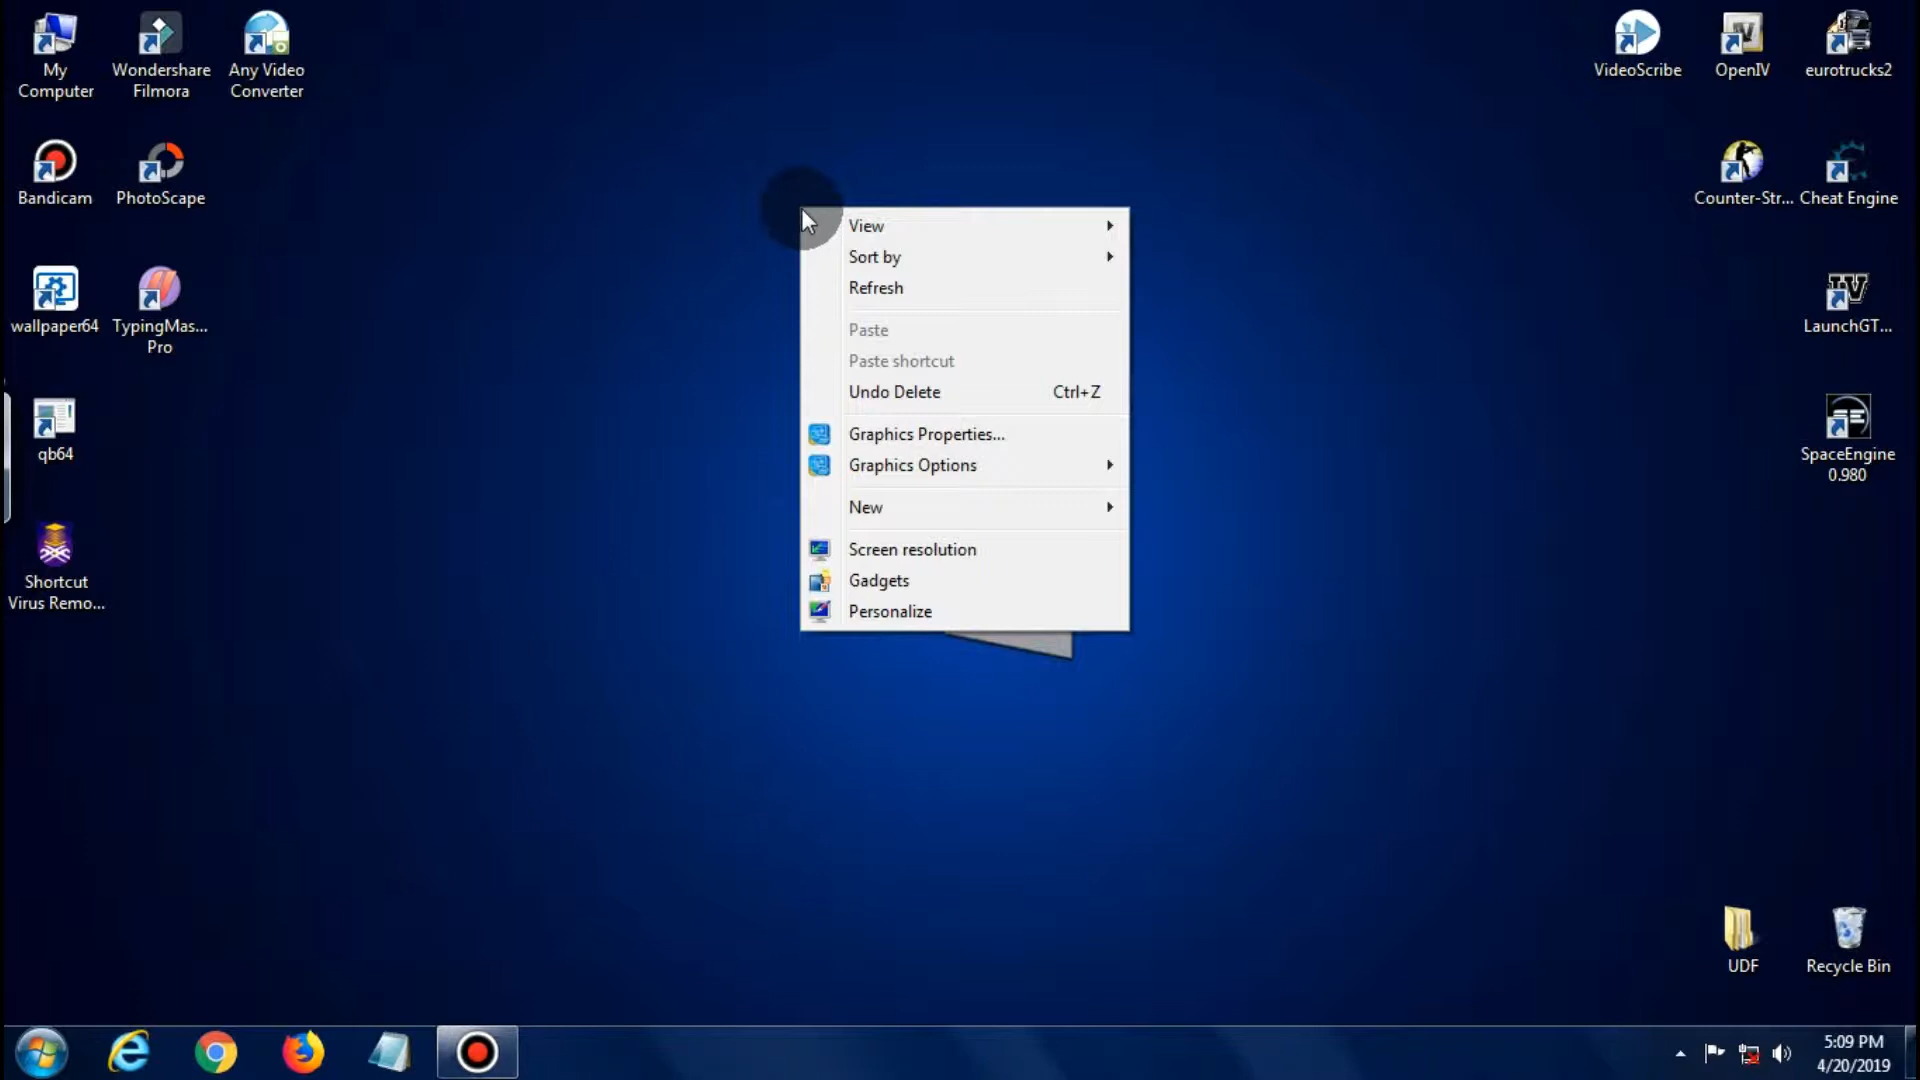 My
Computer
Wondershare
Filmora
Any Video
Converter
VideoScribe
OpenIV
eurotrucks2
Bandicam
PhotoScape
Counter-Str...
Cheat Engine
wallpaper64
TypingMas...
Pro
LaunchGT...
qb64
SpaceEngine
0.980
Shortcut
Virus Remo...
View
Sort by
Refresh
Paste
Paste shortcut
Undo Delete Ctrl+Z
Graphics Properties...
Graphics Options
New
Screen resolution
Gadgets
Personalize
UDF
Recycle Bin
5:09 PM
4/20/2019